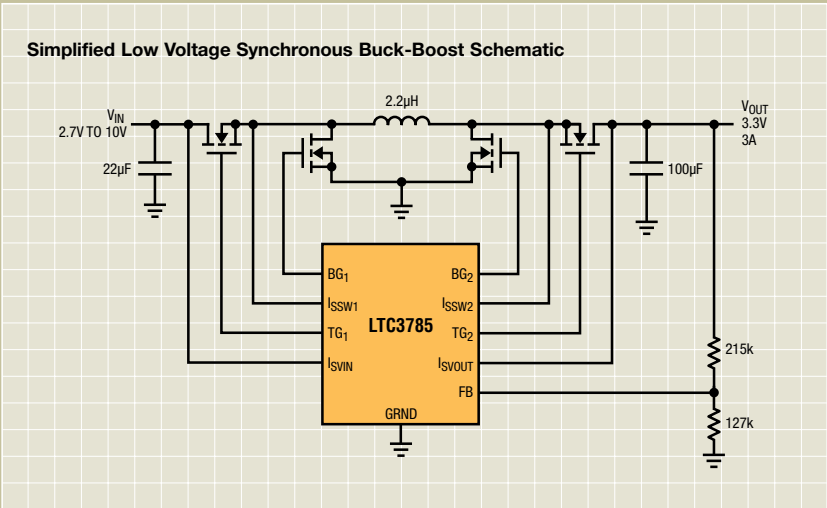 Simplified Low Voltage Synchronous Buck-Boost Schematic
2.2µH
VIN
2.7V TO 10V
VOUT
3.3V
3A
22µF
100µF
BG1
BG2
ISSW1
ISSW2
LTC3785
TG1
TG2
ISVIN
ISVOUT
215k
FB
GRND
127k